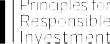 Principles for
Responsible
Investment